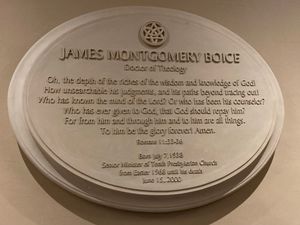 JAMES MONTGOMERY BOICE
Doctor of Theology
Oh, the depth of the riches of the wisdom and knowledge of God!
How unsearchable his judgments, and his paths beyond tracing out!
Who has known the mind of the Lord? Or who has been his counselor?
Who has ever given to God, that God should repay him?
For from him and through him and to him are all things.
To him be the glory forever! Amen.
Romans 11:33-36
Born July 7, 1938
Senior Minister of Tenth Presbyterian Church
from Easter 1968 until his death
June 15, 2000